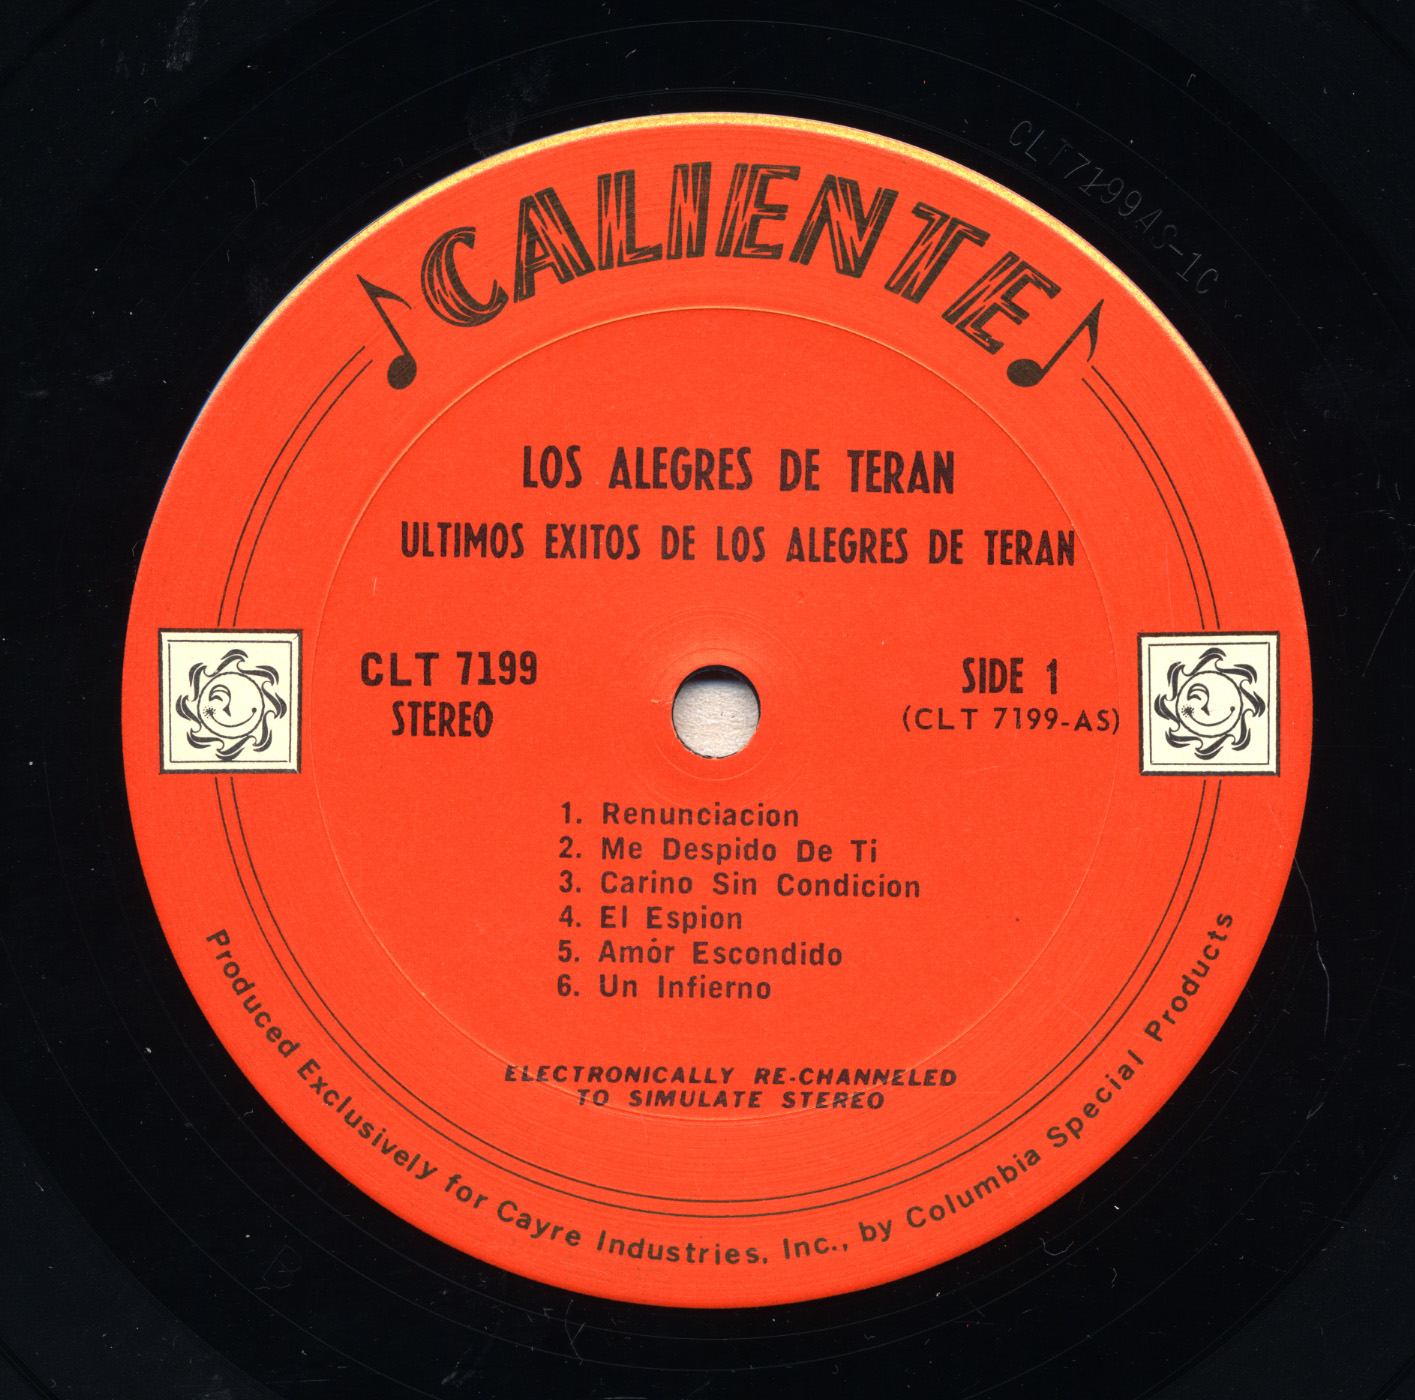 CLT7199AS-1C
CALIENTE
LOS ALEGRES DE TERAN
ULTIMOS EXITOS DE LOS ALEGRES DE TERAN
CLT 7199
STEREO
SIDE 1
(CLT 7199-AS)
1. Renunciacion
2. Me Despido De Ti
3. Carino Sin Condicion
4. El Espion
5. Amór Escondido
6. Un Infierno
ELECTRONICALLY RE-CHANNELED
TO SIMULATE STEREO
Produced Exclusively for Cayre Industries, Inc., by Columbia Special Products